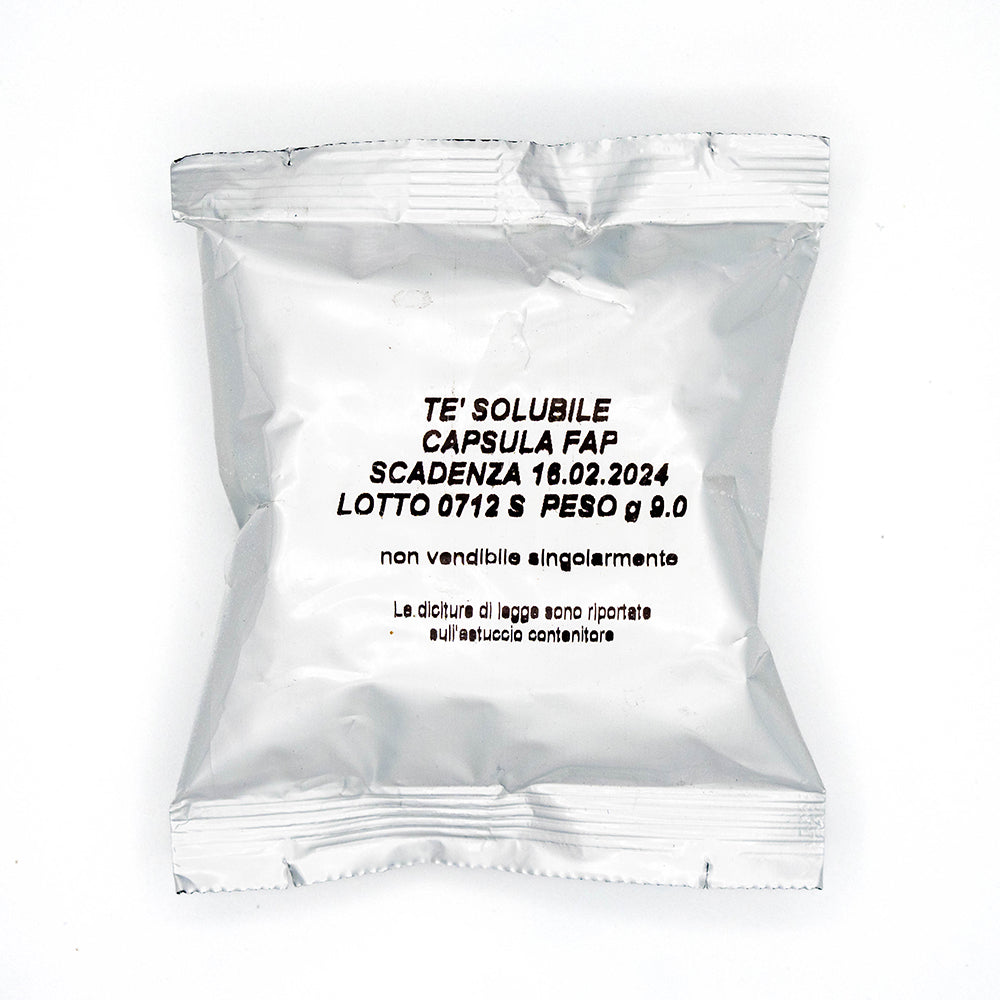 TE' SOLUBILE
CAPSULA FAP
SCADENZA 16.02.2024
LOTTO 0712 S PESO g 9.0
non vendibile singolarmente
Le diciture di legge sono riportate
sull'astuccio contenitore